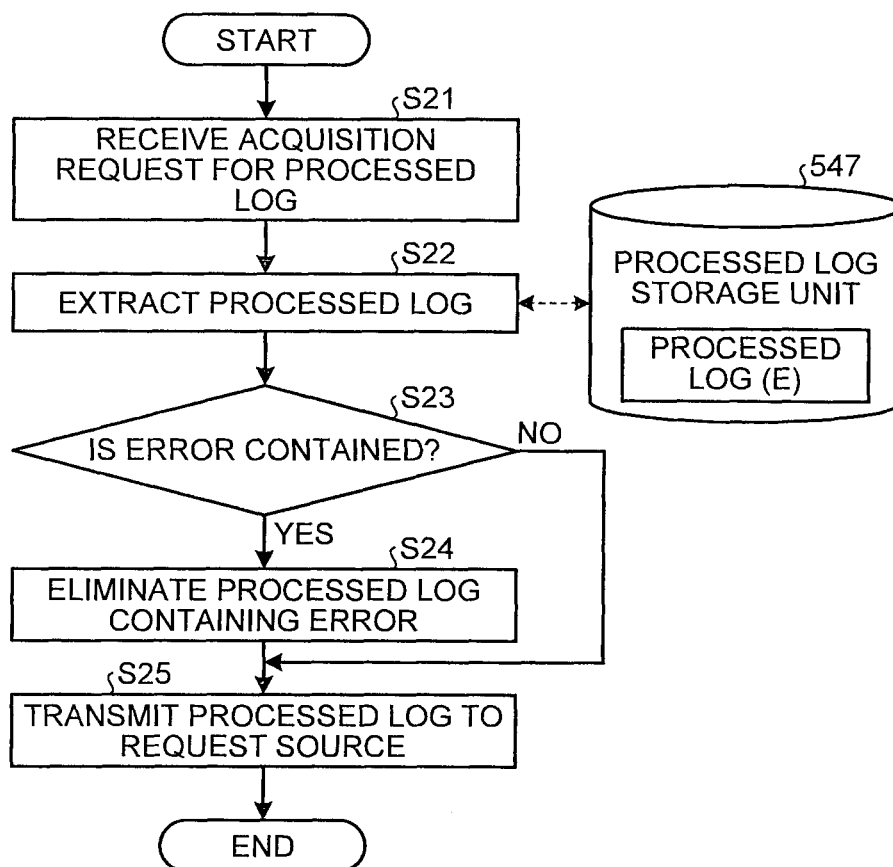 START
S21
RECEIVE ACQUISITION
REQUEST FOR PROCESSED
LOG
S22
EXTRACT PROCESSED LOG
547
PROCESSED LOG
STORAGE UNIT
PROCESSED
LOG (E)
S23
IS ERROR CONTAINED?
NO
YES
S24
ELIMINATE PROCESSED LOG
CONTAINING ERROR
S25
TRANSMIT PROCESSED LOG TO
REQUEST SOURCE
END